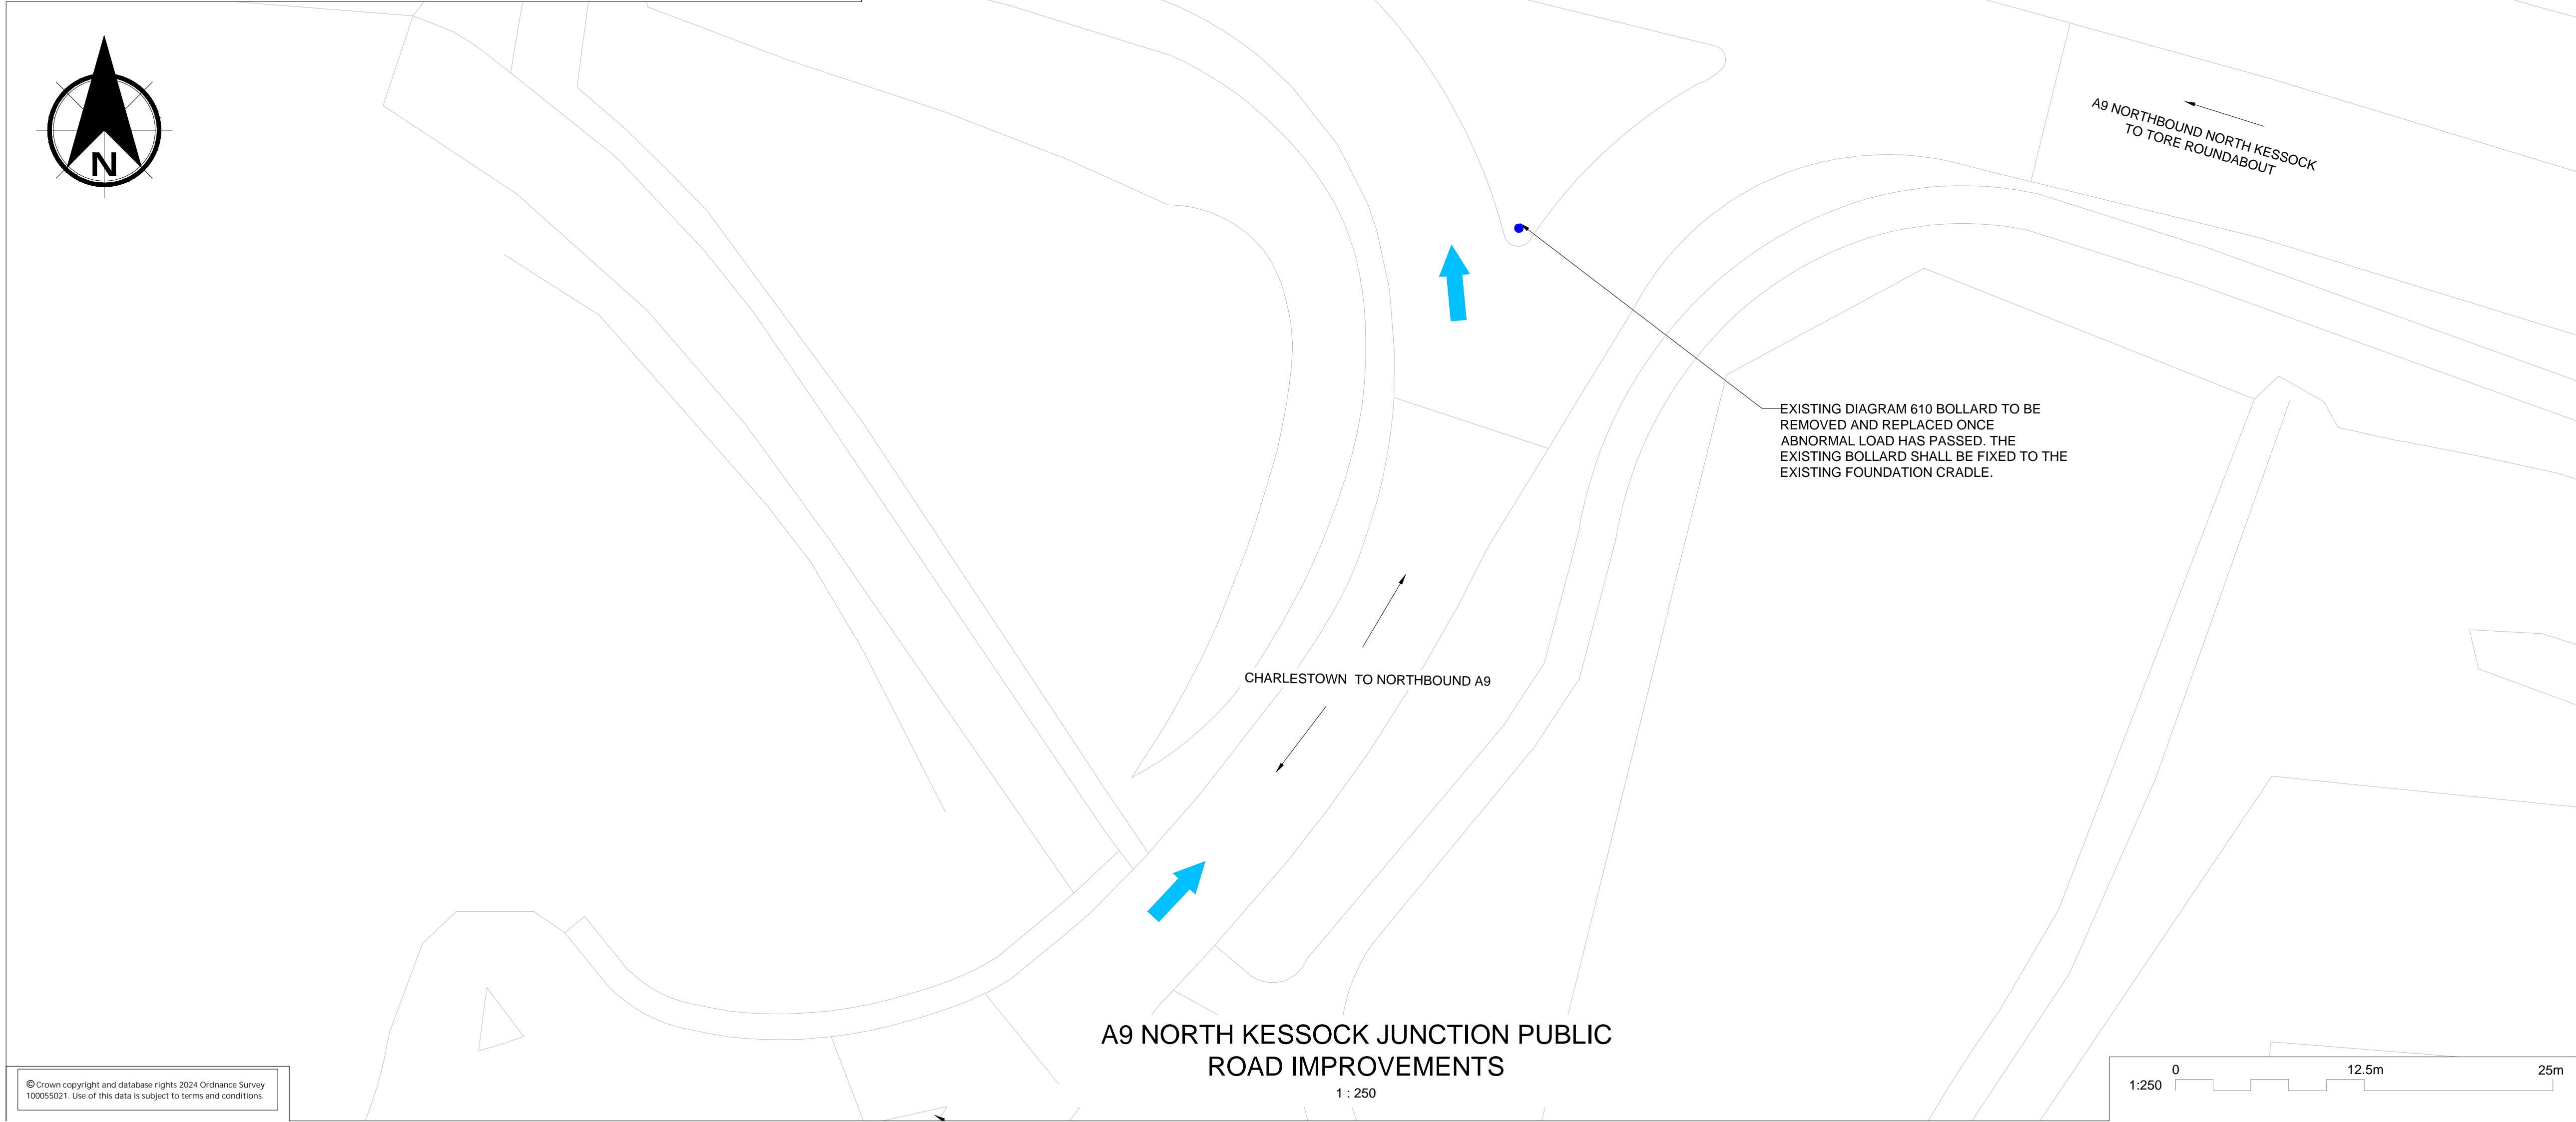 N
A9 NORTHBOUND NORTH KESSOCK
TO TORE ROUNDABOUT
EXISTING DIAGRAM 610 BOLLARD TO BE
REMOVED AND REPLACED ONCE
ABNORMAL LOAD HAS PASSED. THE
EXISTING BOLLARD SHALL BE FIXED TO THE
EXISTING FOUNDATION CRADLE.
CHARLESTOWN TO NORTHBOUND A9
A9 NORTH KESSOCK JUNCTION PUBLIC
ROAD IMPROVEMENTS
1 : 250
© Crown copyright and database rights 2024 Ordnance Survey
100055021. Use of this data is subject to terms and conditions.
0 12.5m 25m
1:250